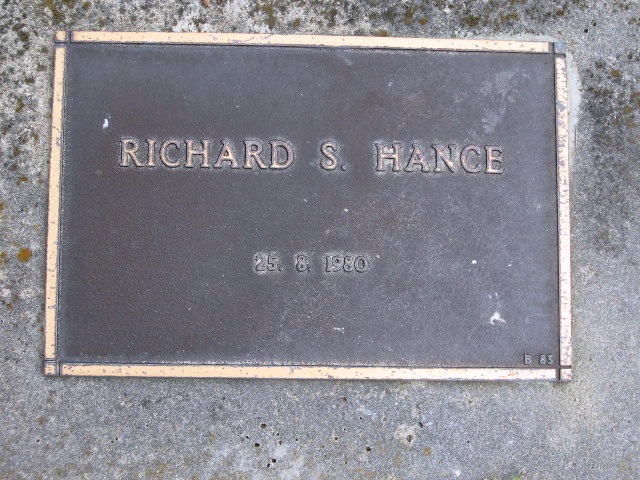 RICHARD S. HANCE
25. 8. 1980
B 83